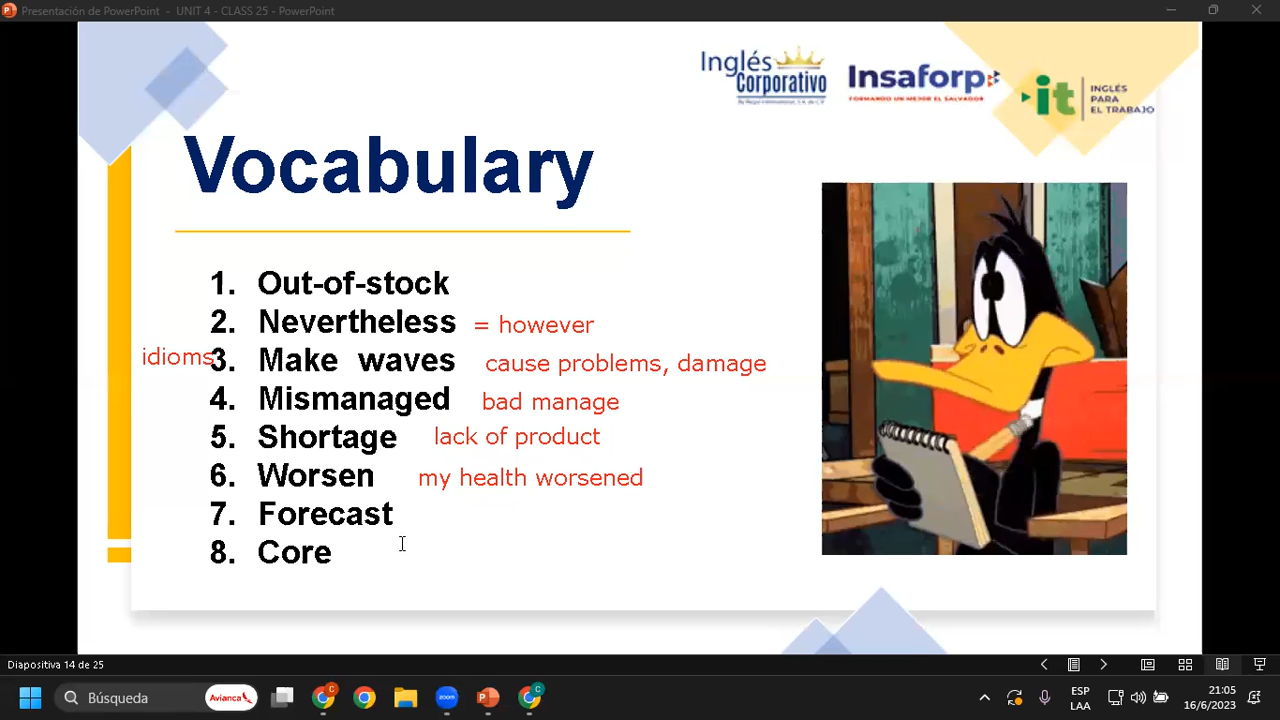 Presentación de PowerPoint - UNIT 4 - CLASS 25 - PowerPoint
Inglés
Corporativo
Insaforp
FORMANDO UN MEJOR EL SALVADOR
it
INGLÉS
PARA
EL TRABAJO
Vocabulary
1. Out-of-stock
2. Nevertheless = however
idioms 3. Make waves cause problems, damage
4. Mismanaged bad manage
5. Shortage lack of product
6. Worsen my health worsened
7. Forecast
8. Core
Diapositiva 14 de 25
Búsqueda
Avianca
zoom
ESP
LAA
21:05
16/6/2023